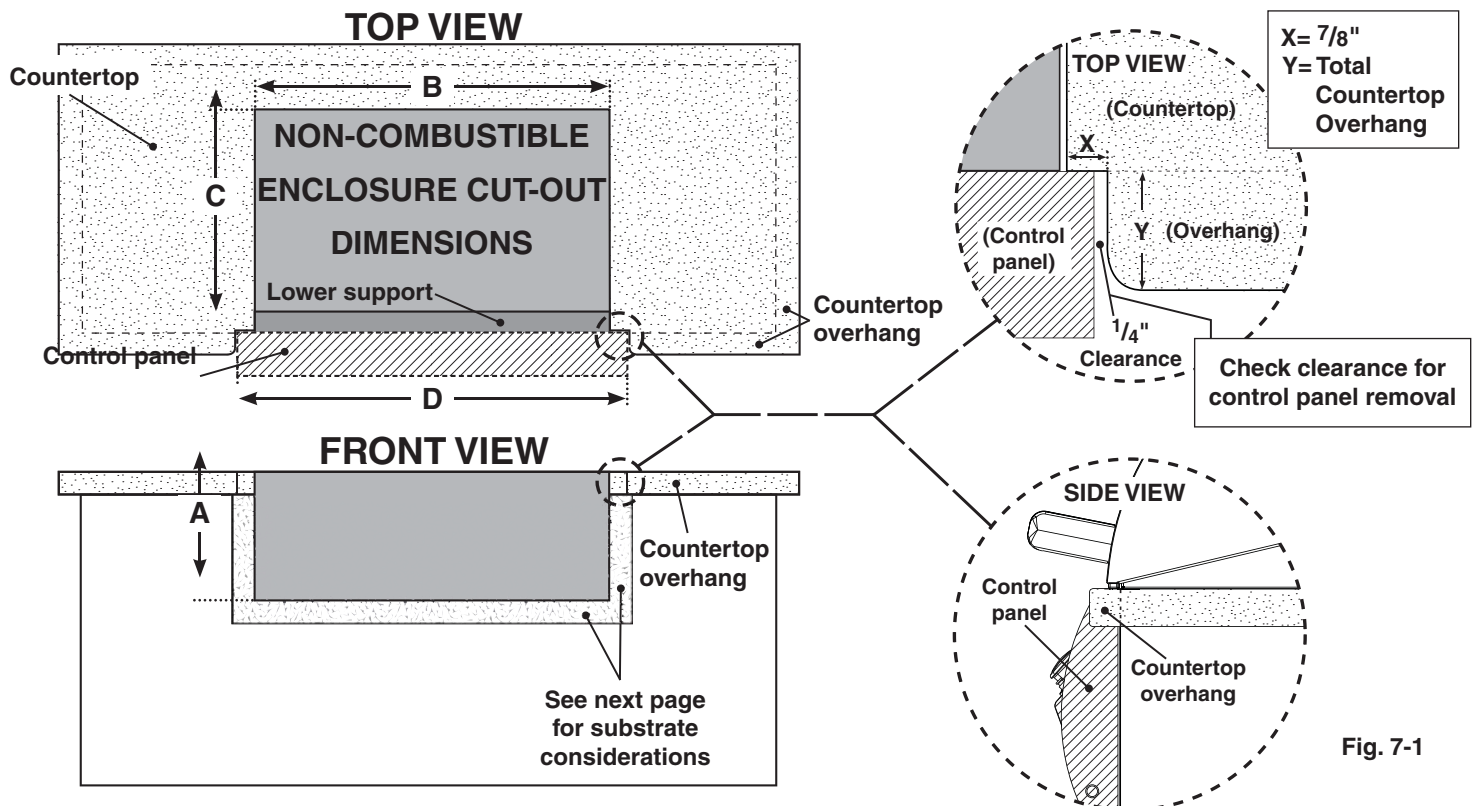 TOP VIEW
Countertop
B
NON-COMBUSTIBLE
ENCLOSURE CUT-OUT
DIMENSIONS
C
Lower support
Control panel
Countertop
overhang
D
FRONT VIEW
A
Countertop
overhang
See next page
for substrate
considerations
TOP VIEW
(Countertop)
X
(Control
panel)
Y (Overhang)
1/4"
Clearance
X= 7/8"
Y= Total
Countertop
Overhang
Check clearance for
control panel removal
SIDE VIEW
Control
panel
Countertop
overhang
Fig. 7-1